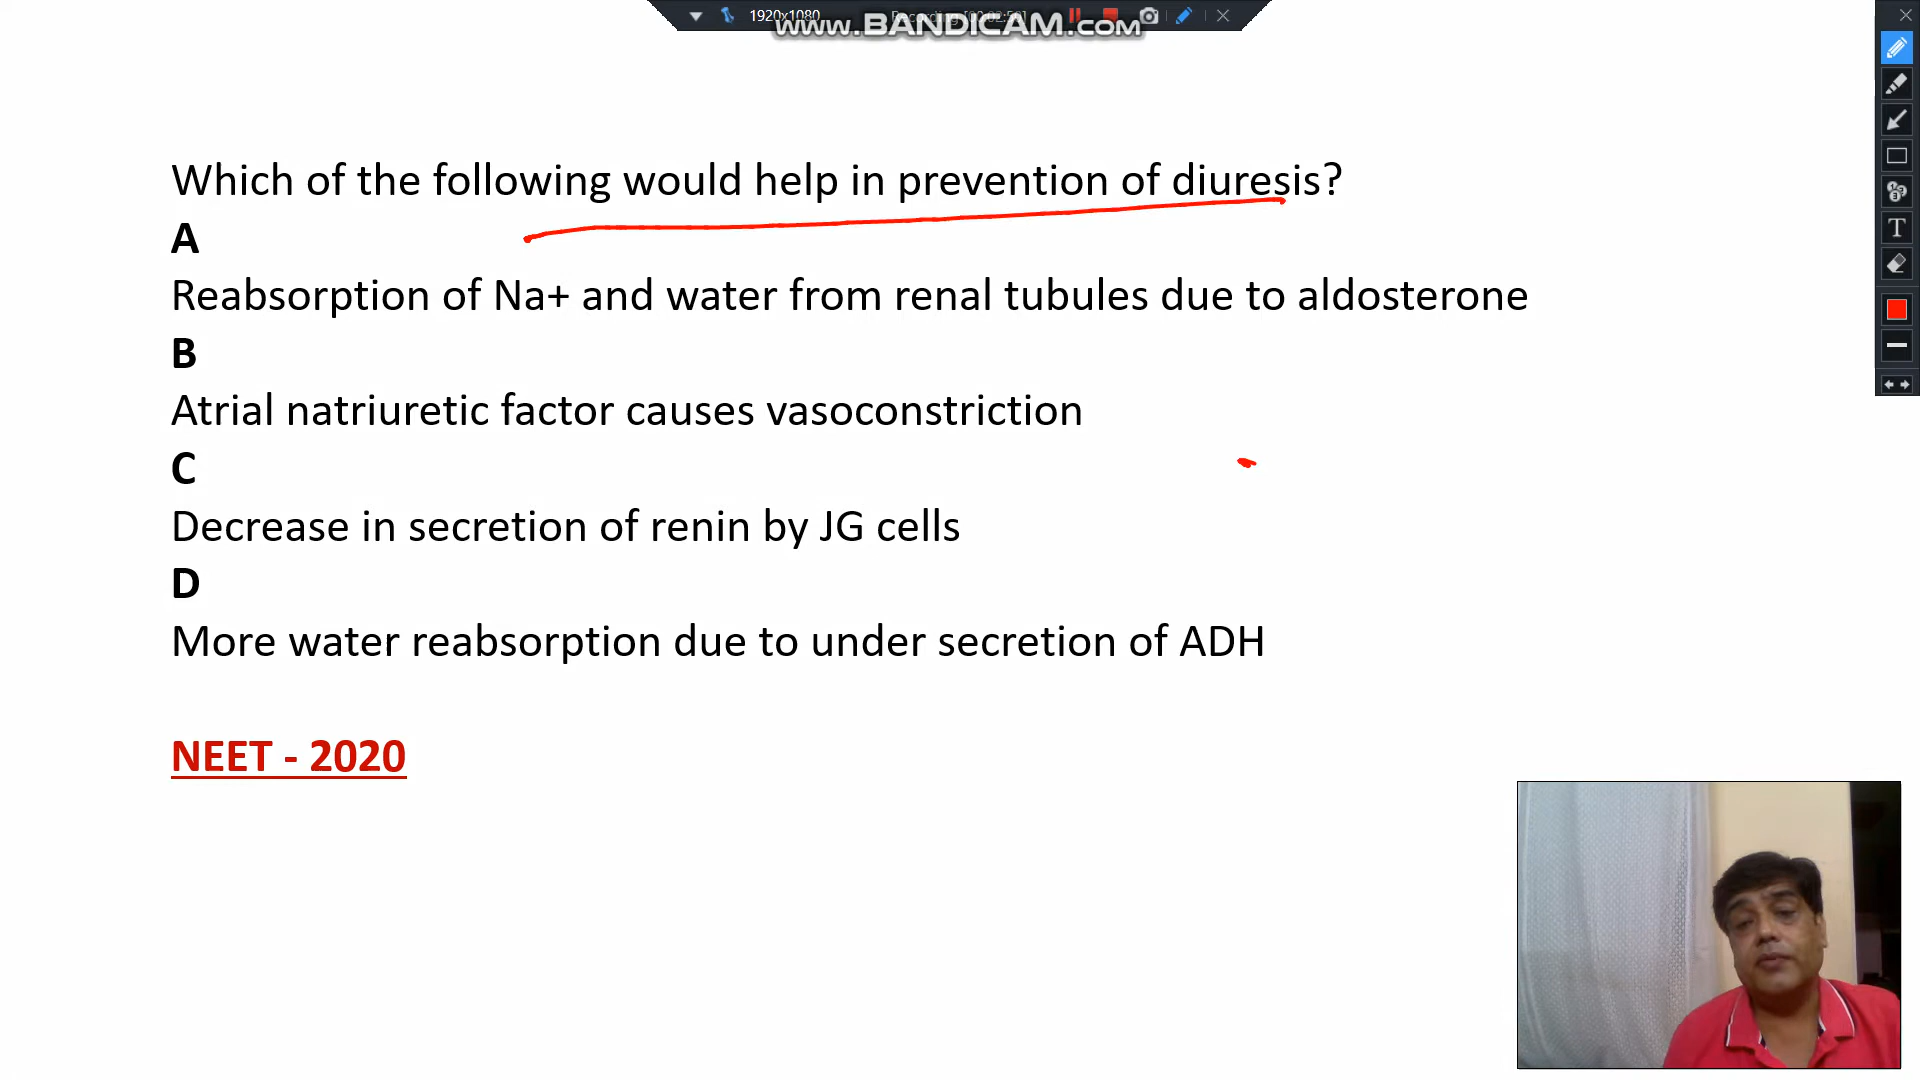 1920x1080
www.BANDICAM.com
Which of the following would help in prevention of diuresis?
A
Reabsorption of Na+ and water from renal tubules due to aldosterone
B
Atrial natriuretic factor causes vasoconstriction
C
Decrease in secretion of renin by JG cells
D
More water reabsorption due to under secretion of ADH
NEET - 2020